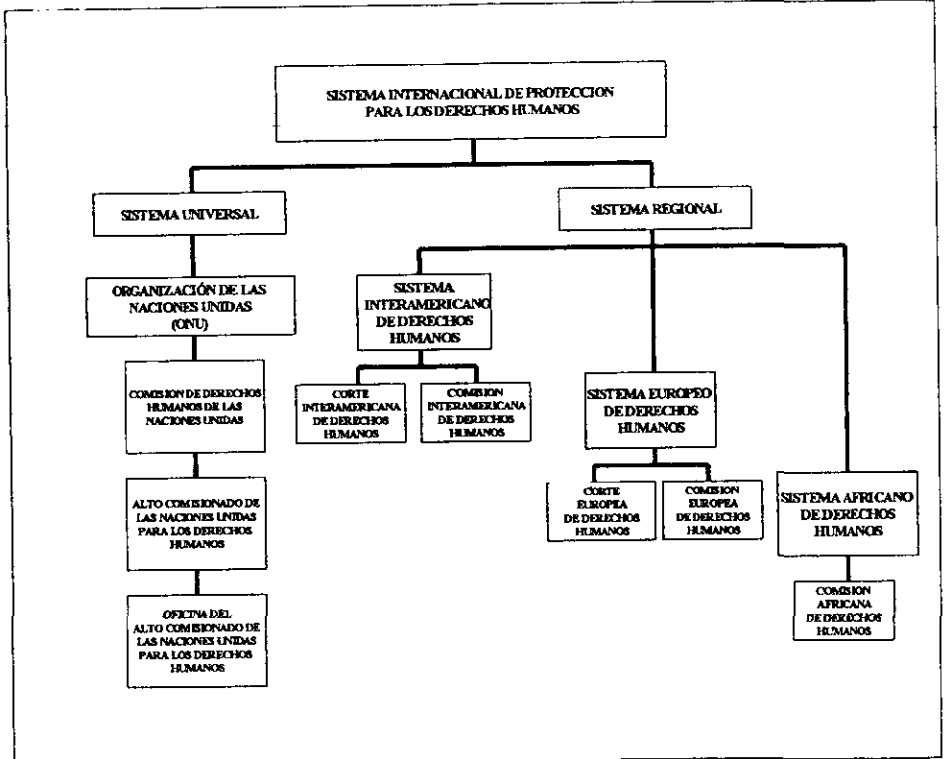 SISTEMA INTERNACIONAL DE PROTECCION
PARA LOS DERECHOS HUMANOS
SISTEMA UNIVERSAL
SISTEMA REGIONAL
ORGANIZACIÓN DE LAS
NACIONES UNIDAS
(ONU)
SISTEMA
INTERAMERICANO
DE DERECHOS
HUMANOS
COMISION DE DERECHOS
HUMANOS DE LAS
NACIONES UNIDAS
CORTE
INTERAMERICANA
DE DERECHOS
HUMANOS
COMISION
INTERAMERICANA
DE DERECHOS
HUMANOS
SISTEMA EUROPEO
DE DERECHOS
HUMANOS
ALTO COMISIONADO DE
LAS NACIONES UNIDAS
PARA LOS DERECHOS
HUMANOS
CORTE
EUROPEA
DE DERECHOS
HUMANOS
COMISION
EUROPEA
DE DERECHOS
HUMANOS
SISTEMA AFRICANO
DE DERECHOS
HUMANOS
OFICINA DEL
ALTO COMISIONADO DE
LAS NACIONES UNIDAS
PARA LOS DERECHOS
HUMANOS
COMISION
AFRICANA
DE DERECHOS
HUMANOS